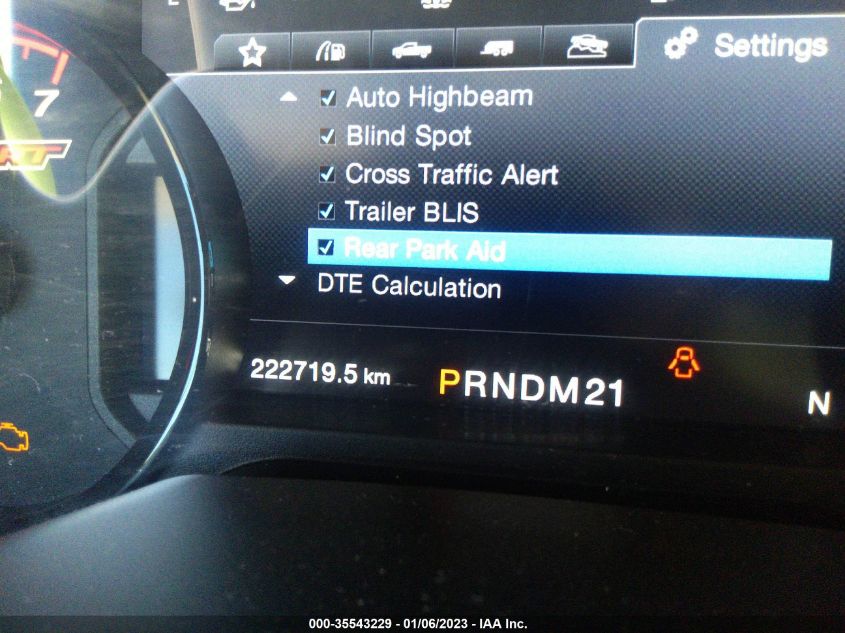 Settings
7
Auto Highbeam
Blind Spot
Cross Traffic Alert
Trailer BLIS
Rear Park Aid
DTE Calculation
222719.5 km
PRNDM21
N
000-35543229 - 01/06/2023 - IAA Inc.